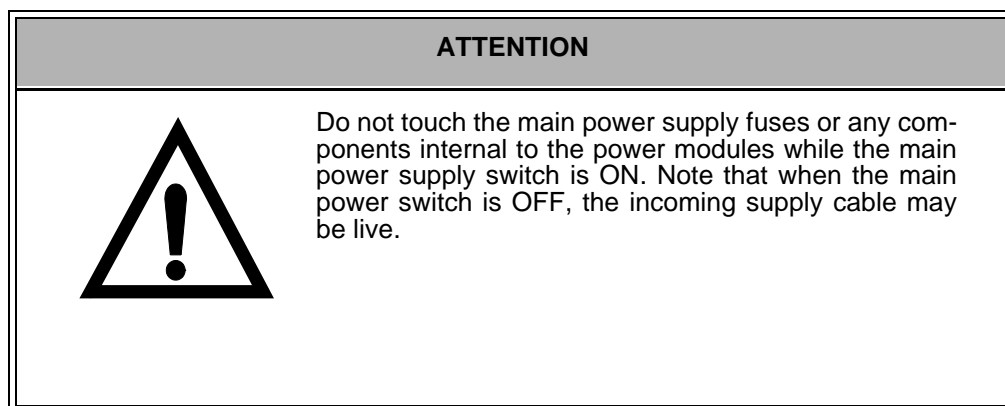 ATTENTION
Do not touch the main power supply fuses or any com-
ponents internal to the power modules while the main
power supply switch is ON. Note that when the main
power switch is OFF, the incoming supply cable may
be live.